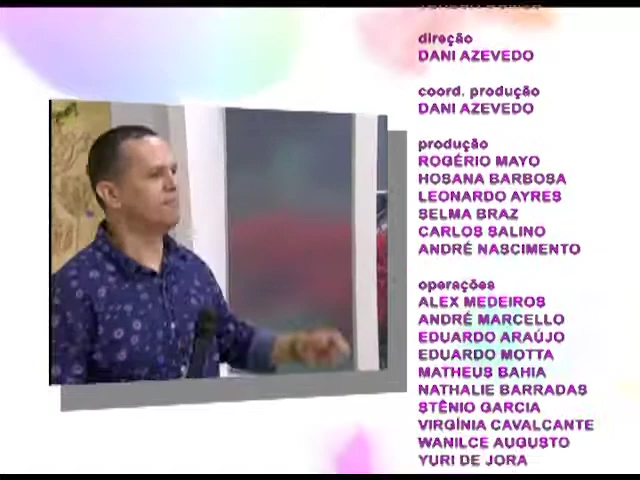 direção
DANI AZEVEDO
coord. produção
DANI AZEVEDO
produção
ROGÉRIO MAYO
HOSANA BARBOSA
LEONARDO AYRES
SELMA BRAZ
CARLOS SALINO
ANDRÉ NASCIMENTO
operações
ALEX MEDEIROS
ANDRÉ MARCELLO
EDUARDO ARAÚJO
EDUARDO MOTTA
MATHEUS BAHIA
NATHALIE BARRADAS
STÊNIO GARCIA
VIRGÍNIA CAVALCANTE
WANILCE AUGUSTO
YURI DE JORA